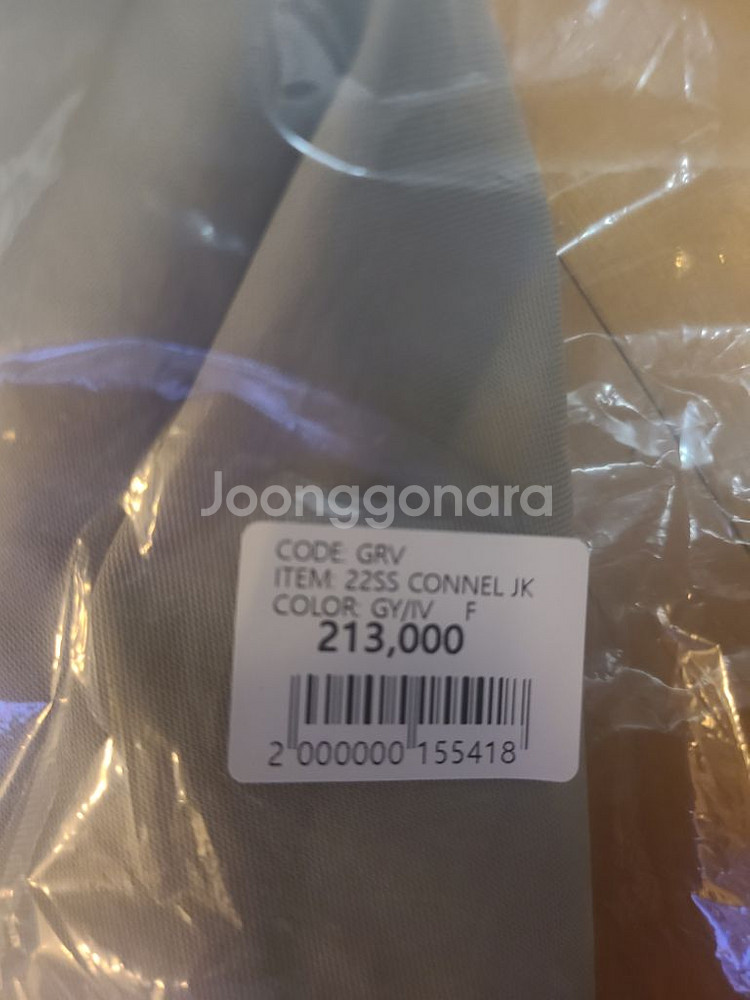 Joonggonara
CODE: GRV
ITEM: 22SS CONNEL JK
COLOR: GY/IV F
213,000
2 000000 155418